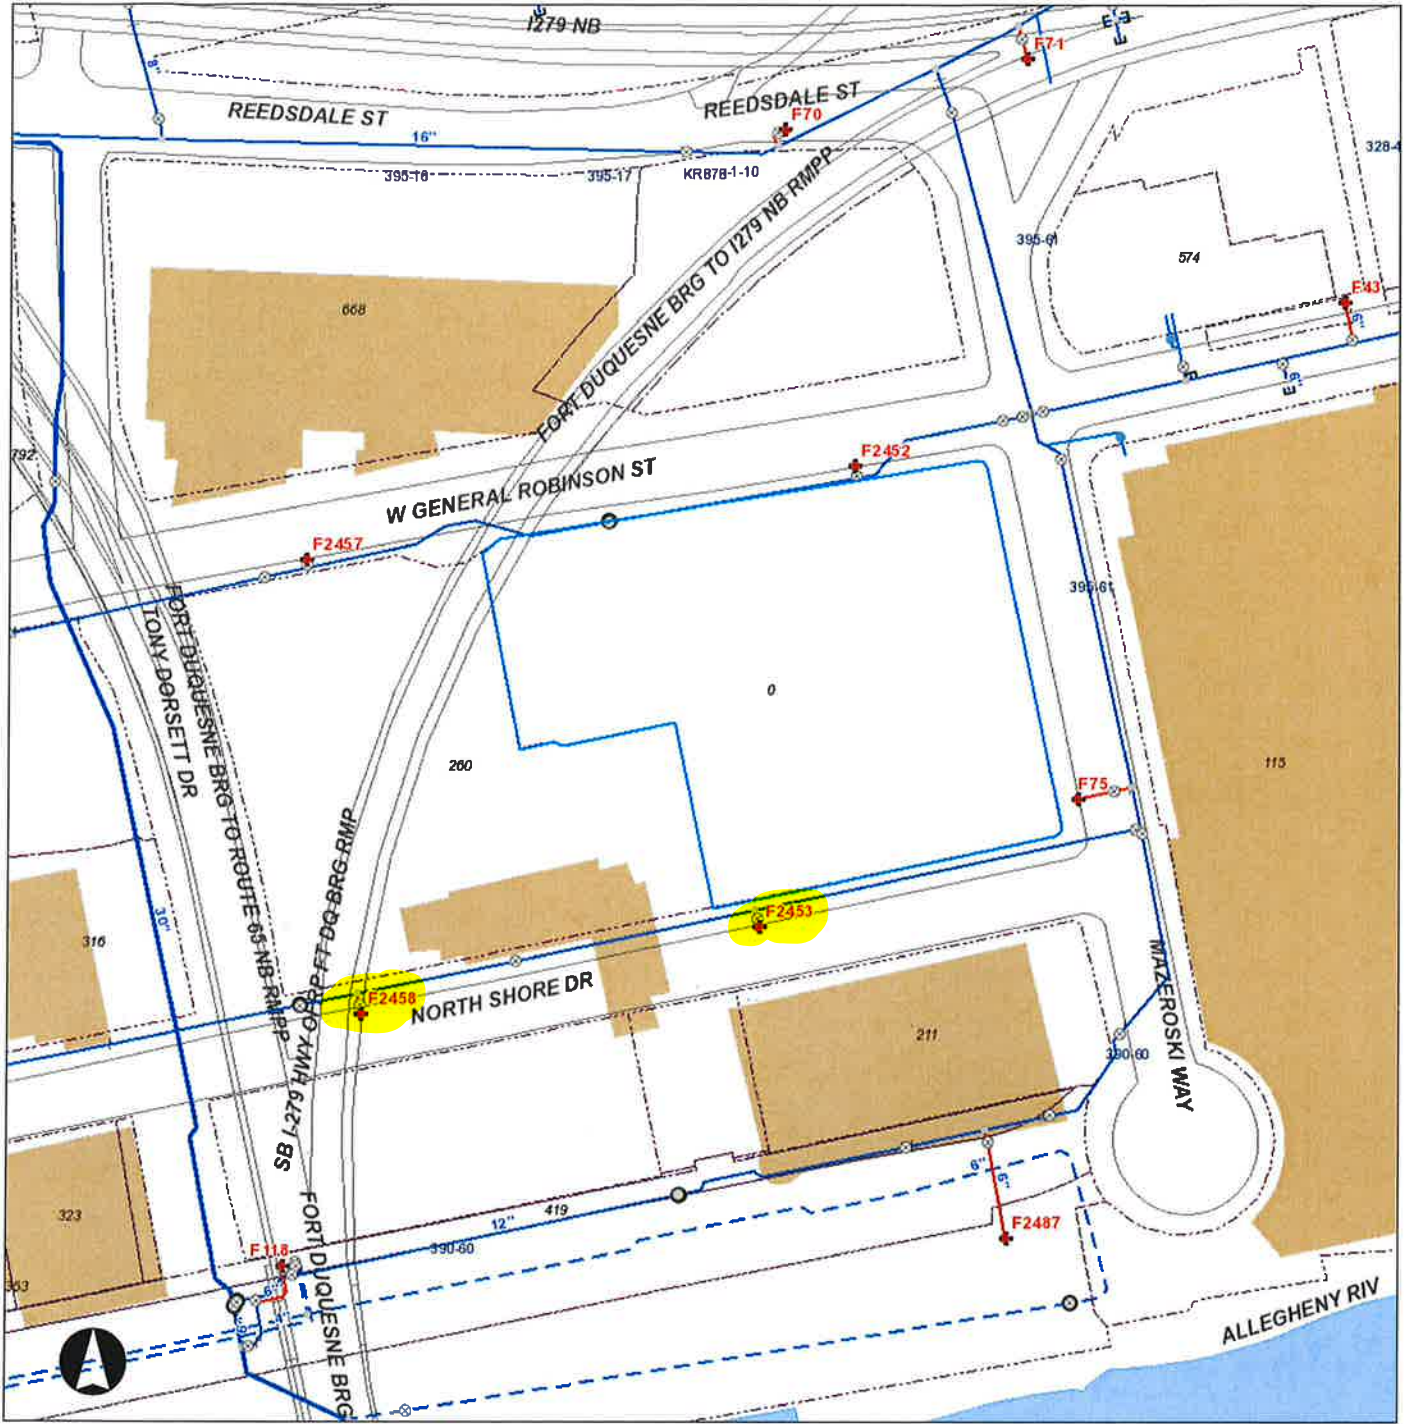 I279 NB
E
F71
8"
REEDSDALE ST
REEDSDALE ST
F70
16"
395-16
395-17
KR878-1-10
328-4
FORT DUQUESNE BRG TO I279 NB RMPP
395-61
574
668
F43
6"
E
6"
E
792
F2452
W GENERAL ROBINSON ST
F2457
395-61
FORT DUQUESNE BRG TO ROUTE 65 NB RMPP
TONY DORSETT DR
0
260
115
F75
SB I-279 HWY OPP FT DQ BRG RMP
30"
316
F2453
F2458
NORTH SHORE DR
MAZEROSKI WAY
211
390-60
6"
6"
323
419
12"
F2487
390-60
F118
6"
353
FORT DUQUESNE BRG
ALLEGHENY RIV